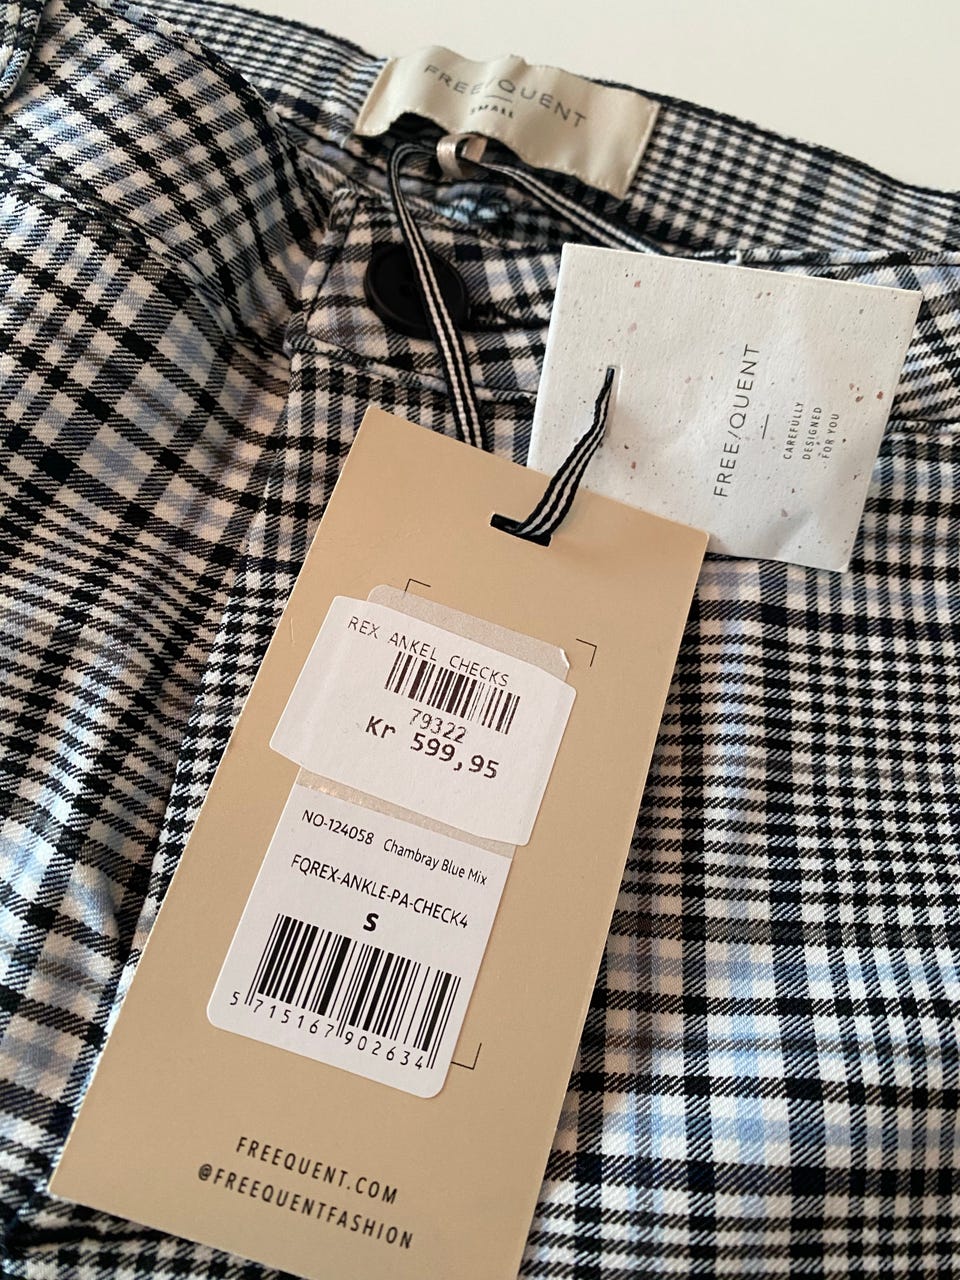 FREE/QUENT
SMALL
FREE/QUENT
CAREFULLY
DESIGNED
FOR YOU
REX ANKEL CHECKS
79322
Kr 599,95
NO-124058 Chambray Blue Mix
FQREX-ANKLE-PA-CHECK4
S
5 715167 902634
FREEQUENT.COM
@FREEQUENTFASHION